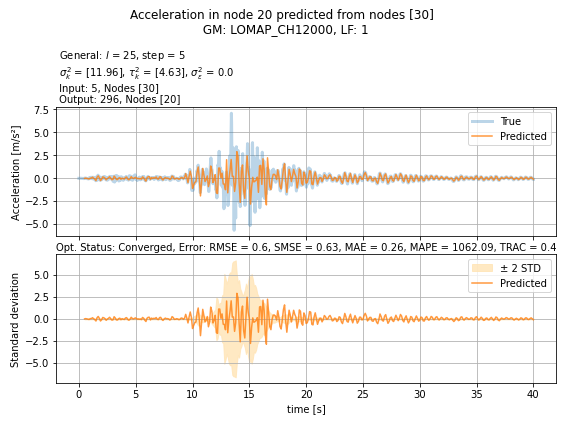 Acceleration in node 20 predicted from nodes [30]
GM: LOMAP_CH12000, LF: 1
General: l = 25, step = 5
σ²ₖ = [11.96], τ²ₖ = [4.63], σ²ε = 0.0
Input: 5, Nodes [30]
Output: 296, Nodes [20]
7.5
5.0
2.5
0.0
−2.5
−5.0
Acceleration [m/s²]
True
Predicted
Opt. Status: Converged, Error: RMSE = 0.6, SMSE = 0.63, MAE = 0.26, MAPE = 1062.09, TRAC = 0.4
5.0
2.5
0.0
−2.5
−5.0
Standard deviation
± 2 STD
Predicted
0 5 10 15 20 25 30 35 40
time [s]